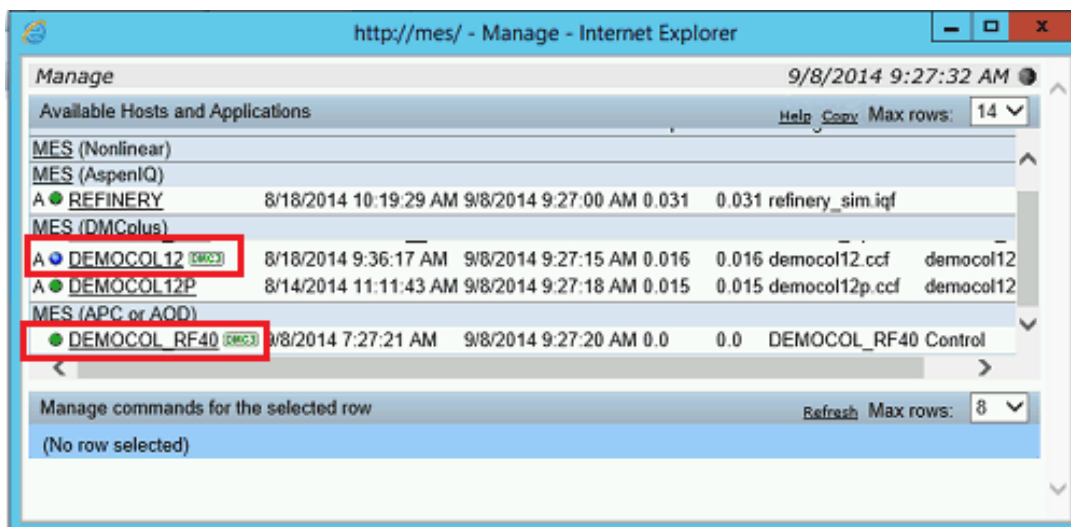 http://mes/ - Manage - Internet Explorer
Manage 9/8/2014 9:27:32 AM
Available Hosts and Applications Help Copy Max rows: 14
MES (Nonlinear)
MES (AspenIQ)
A REFINERY 8/18/2014 10:19:29 AM 9/8/2014 9:27:00 AM 0.031 0.031 refinery_sim.iqf
MES (DMCplus)
A DEMOCOL12 DMC3 8/18/2014 9:36:17 AM 9/8/2014 9:27:15 AM 0.016 0.016 democol12.ccf democol12
A DEMOCOL12P 8/14/2014 11:11:43 AM 9/8/2014 9:27:18 AM 0.015 0.015 democol12p.ccf democol12
MES (APC or AOD)
DEMOCOL_RF40 DMC3 9/8/2014 7:27:21 AM 9/8/2014 9:27:20 AM 0.0 0.0 DEMOCOL_RF40 Control
Manage commands for the selected row Refresh Max rows: 8
(No row selected)